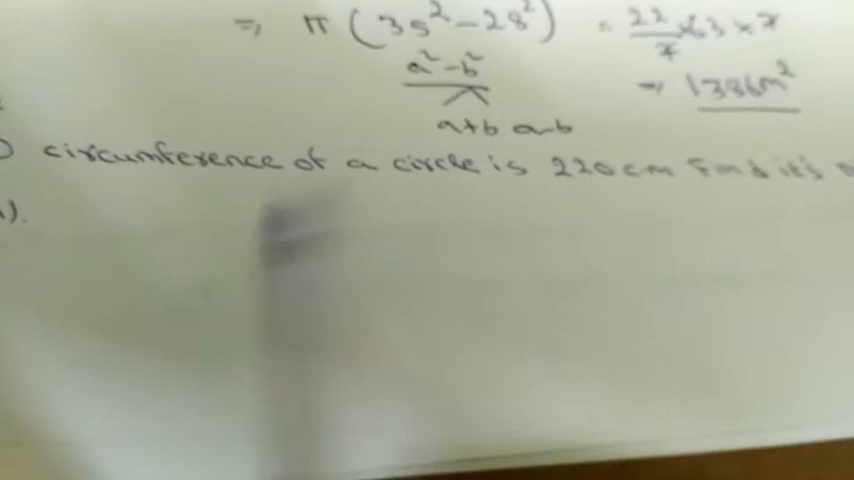 ⇒ π (35² - 28²) = 22/7 × 63 × 7
a² - b² ⇒ 1386m²
a+b a-b
circumference of a circle is 220 cm Find it's